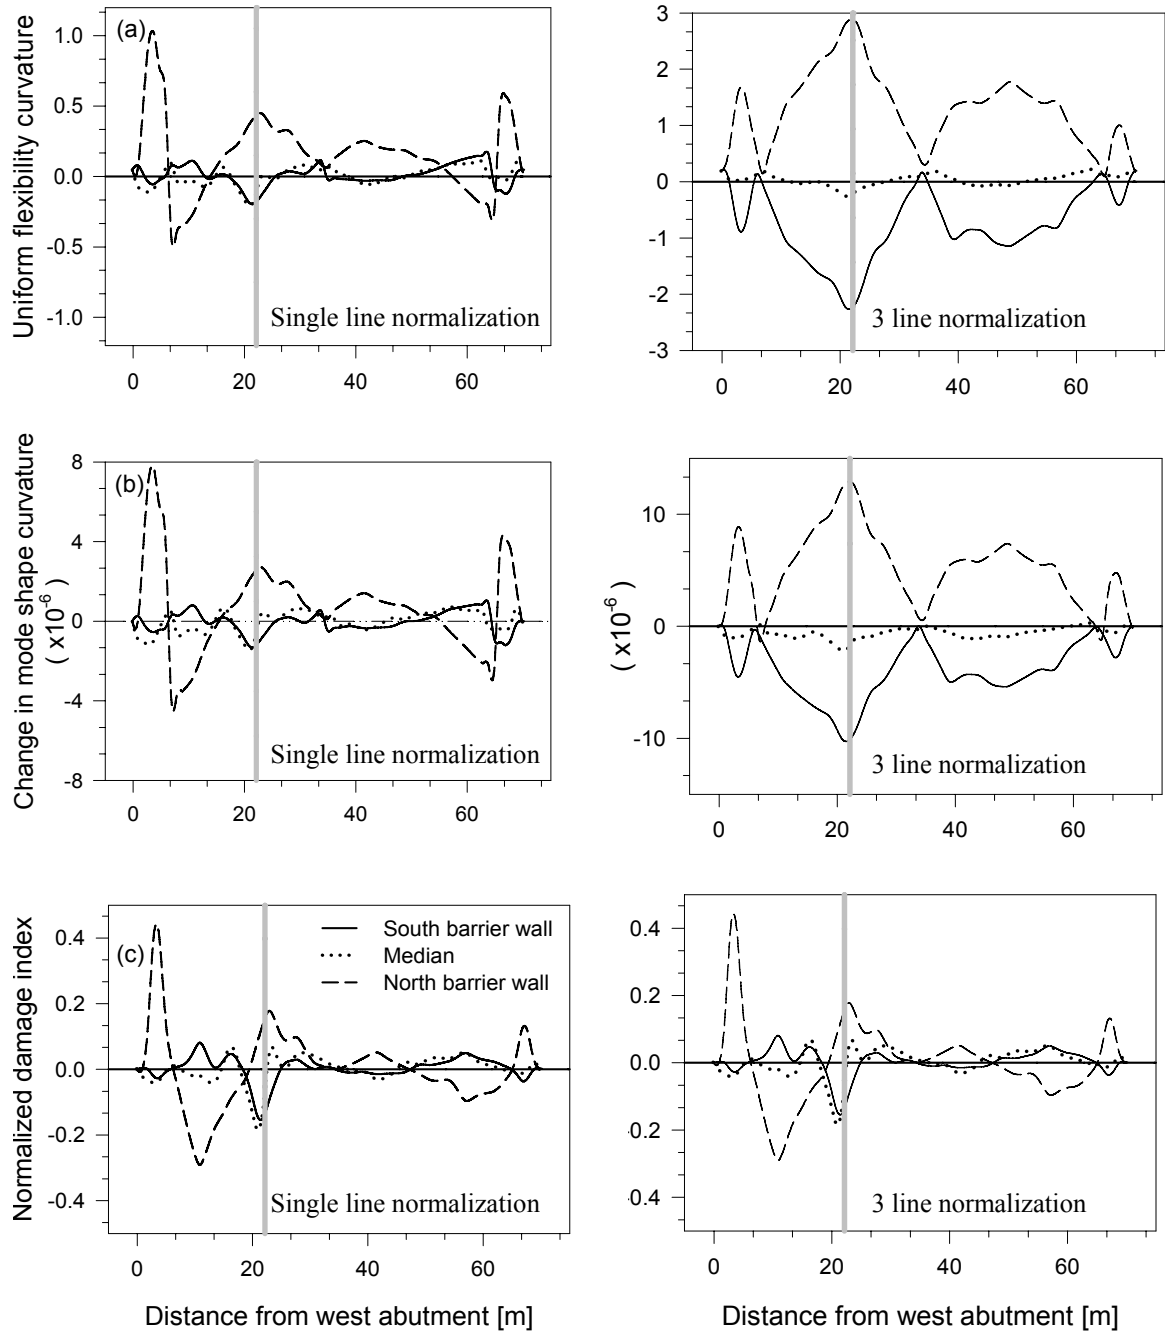 (a)
Uniform flexibility curvature
1.0
0.5
0.0
-0.5
-1.0
Single line normalization
0 20 40 60
3
2
1
0
-1
-2
-3
3 line normalization
0 20 40 60
(b)
Change in mode shape curvature
( x10-6)
8
4
0
-4
-8
Single line normalization
0 20 40 60
( x10-6)
10
0
-10
3 line normalization
0 20 40 60
(c)
Normalized damage index
0.4
0.2
0.0
-0.2
-0.4
South barrier wall
Median
North barrier wall
Single line normalization
0 20 40 60
Distance from west abutment [m]
0.4
0.2
0.0
0.2
0.4
3 line normalization
0 20 40 60
Distance from west abutment [m]